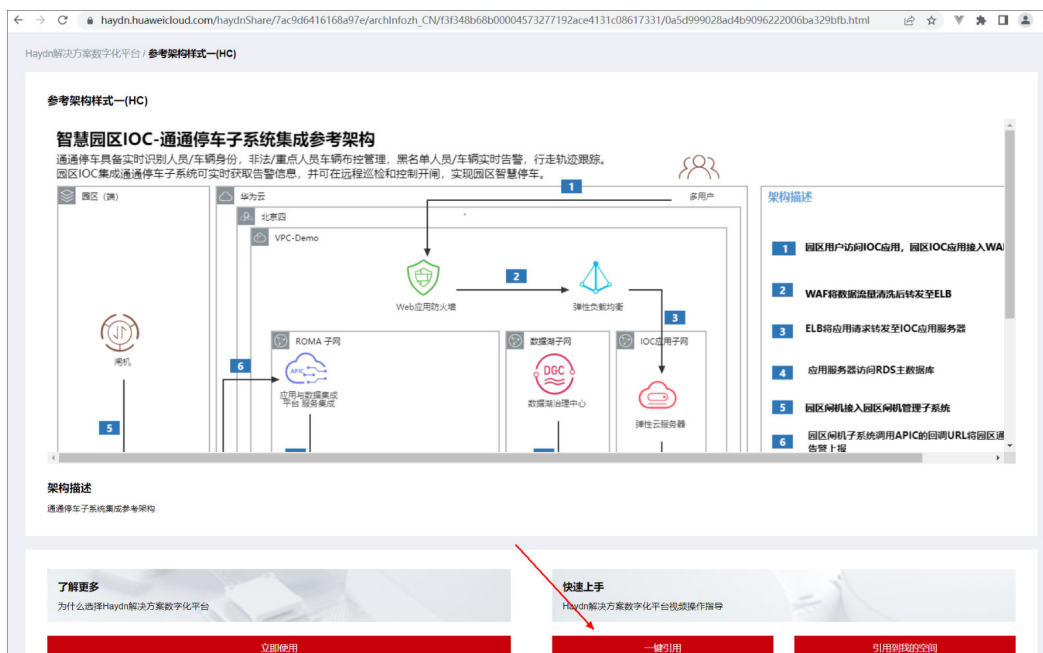 haydn.huaweicloud.com/haydnShare/7ac9d6416168a97e/archInfozh_CN/f3f348b68b00004573277192ace4131c08617331/0a5d999028ad4b9096222006ba329bfb.html
Haydn解决方案数字化平台 / 参考架构样式一(HC)
参考架构样式一(HC)
智慧园区IOC-通通停车子系统集成参考架构
通通停车具备实时识别人员/车辆身份，非法/重点人员车辆布控管理，黑名单人员/车辆实时告警，行走轨迹跟踪。
园区IOC集成通通停车子系统可实时获取告警信息，并可在远程巡检和控制开闸，实现园区智慧停车。
园区（端）
华为云
1
多用户
北京四
VPC-Demo
Web应用防火墙
2
弹性负载均衡
3
闸机
5
6
ROMA 子网
APIC
应用与数据集成
平台 服务集成
数据湖子网
DGC
数据湖治理中心
IOC应用子网
弹性云服务器
架构描述
1 园区用户访问IOC应用，园区IOC应用接入WAF
2 WAF将数据流量清洗后转发至ELB
3 ELB将应用请求转发至IOC应用服务器
4 应用服务器访问RDS主数据库
5 园区闸机接入园区闸机管理子系统
6 园区闸机子系统调用APIC的回调URL将园区通
告警上报
架构描述
通通停车子系统集成参考架构
了解更多
为什么选择Haydn解决方案数字化平台
立即使用
快速上手
Haydn解决方案数字化平台视频操作指导
一键引用
引用到我的空间